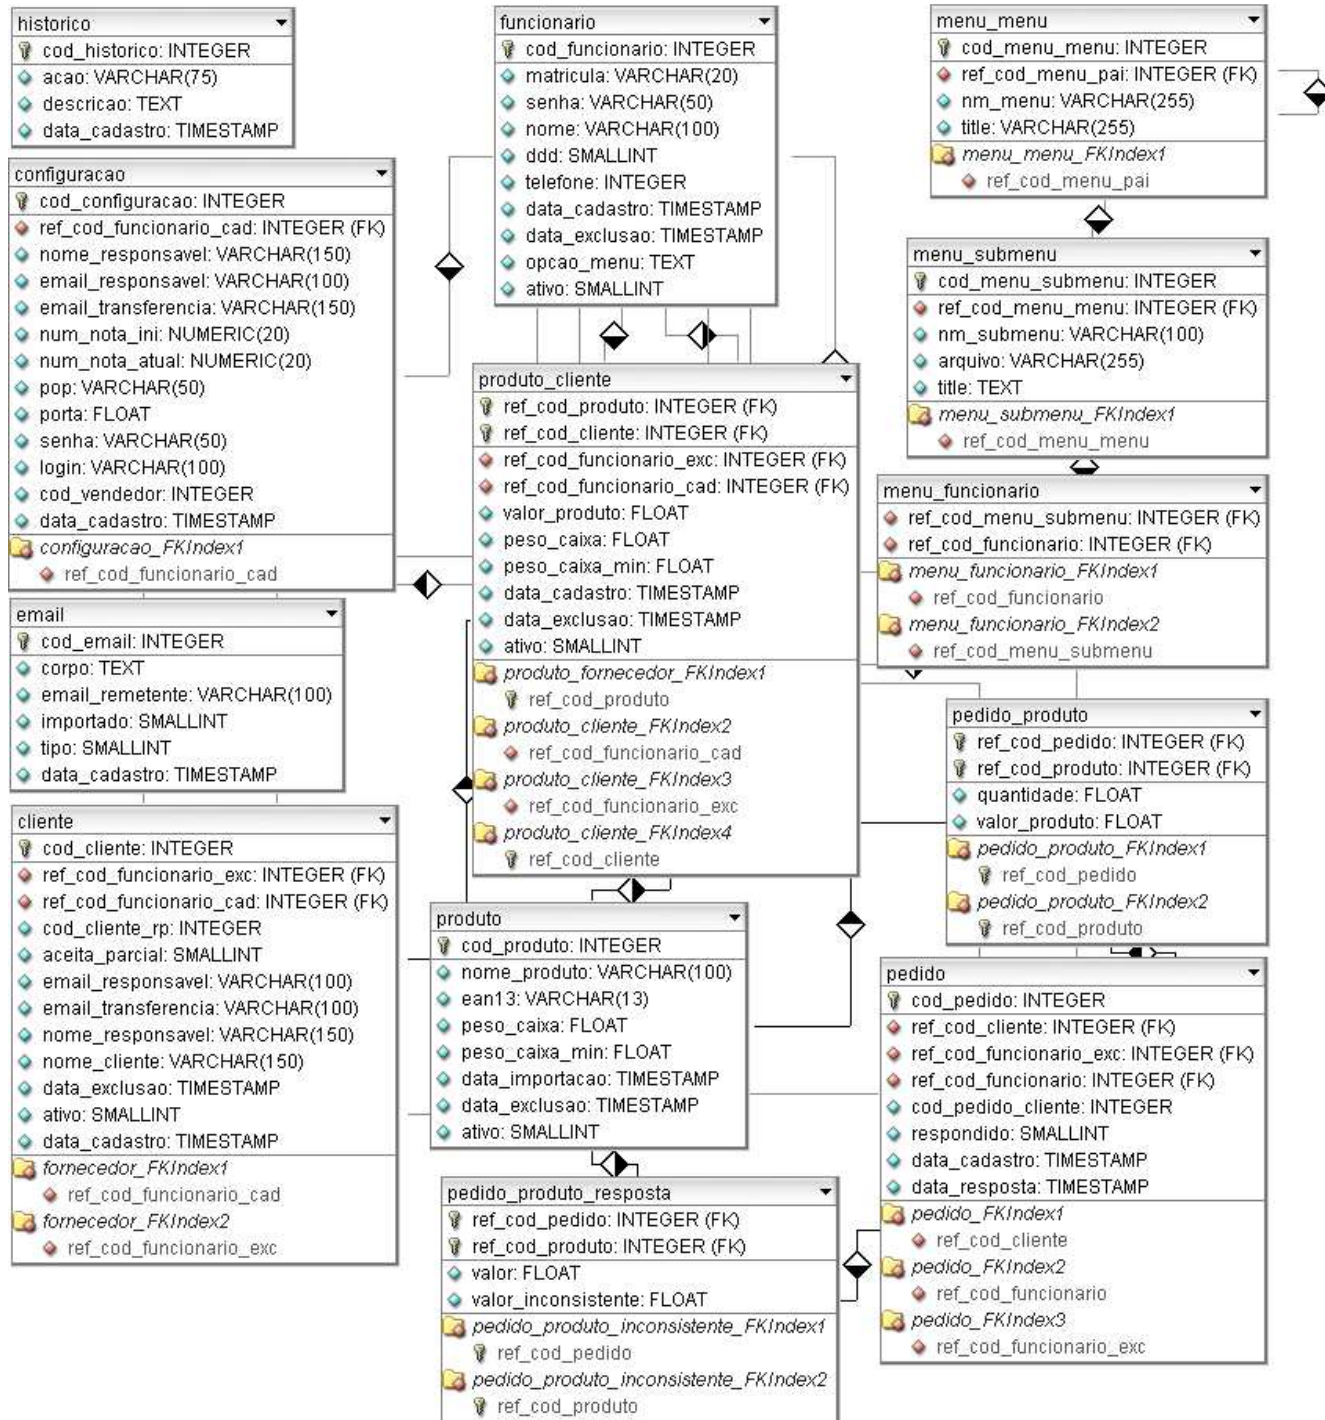 historico
cod_historico: INTEGER
acao: VARCHAR(75)
descricao: TEXT
data_cadastro: TIMESTAMP
funcionario
cod_funcionario: INTEGER
matricula: VARCHAR(20)
senha: VARCHAR(50)
nome: VARCHAR(100)
ddd: SMALLINT
telefone: INTEGER
data_cadastro: TIMESTAMP
data_exclusao: TIMESTAMP
opcao_menu: TEXT
ativo: SMALLINT
menu_menu
cod_menu_menu: INTEGER
ref_cod_menu_pai: INTEGER (FK)
nm_menu: VARCHAR(255)
title: VARCHAR(255)
menu_menu_FKIndex1
ref_cod_menu_pai
configuracao
cod_configuracao: INTEGER
ref_cod_funcionario_cad: INTEGER (FK)
nome_responsavel: VARCHAR(150)
email_responsavel: VARCHAR(100)
email_transferencia: VARCHAR(150)
num_nota_ini: NUMERIC(20)
num_nota_atual: NUMERIC(20)
pop: VARCHAR(50)
porta: FLOAT
senha: VARCHAR(50)
login: VARCHAR(100)
cod_vendedor: INTEGER
data_cadastro: TIMESTAMP
configuracao_FKIndex1
ref_cod_funcionario_cad
menu_submenu
cod_menu_submenu: INTEGER
ref_cod_menu_menu: INTEGER (FK)
nm_submenu: VARCHAR(100)
arquivo: VARCHAR(255)
title: TEXT
menu_submenu_FKIndex1
ref_cod_menu_menu
produto_cliente
ref_cod_produto: INTEGER (FK)
ref_cod_cliente: INTEGER (FK)
ref_cod_funcionario_exc: INTEGER (FK)
ref_cod_funcionario_cad: INTEGER (FK)
valor_produto: FLOAT
peso_caixa: FLOAT
peso_caixa_min: FLOAT
data_cadastro: TIMESTAMP
data_exclusao: TIMESTAMP
ativo: SMALLINT
produto_fornecedor_FKIndex1
ref_cod_produto
produto_cliente_FKIndex2
ref_cod_funcionario_cad
produto_cliente_FKIndex3
ref_cod_funcionario_exc
produto_cliente_FKIndex4
ref_cod_cliente
menu_funcionario
ref_cod_menu_submenu: INTEGER (FK)
ref_cod_funcionario: INTEGER (FK)
menu_funcionario_FKIndex1
ref_cod_funcionario
menu_funcionario_FKIndex2
ref_cod_menu_submenu
email
cod_email: INTEGER
corpo: TEXT
email_remetente: VARCHAR(100)
importado: SMALLINT
tipo: SMALLINT
data_cadastro: TIMESTAMP
pedido_produto
ref_cod_pedido: INTEGER (FK)
ref_cod_produto: INTEGER (FK)
quantidade: FLOAT
valor_produto: FLOAT
pedido_produto_FKIndex1
ref_cod_pedido
pedido_produto_FKIndex2
ref_cod_produto
cliente
cod_cliente: INTEGER
ref_cod_funcionario_exc: INTEGER (FK)
ref_cod_funcionario_cad: INTEGER (FK)
cod_cliente_rp: INTEGER
aceita_parcial: SMALLINT
email_responsavel: VARCHAR(100)
email_transferencia: VARCHAR(100)
nome_responsavel: VARCHAR(150)
nome_cliente: VARCHAR(150)
data_exclusao: TIMESTAMP
ativo: SMALLINT
data_cadastro: TIMESTAMP
fornecedor_FKIndex1
ref_cod_funcionario_cad
fornecedor_FKIndex2
ref_cod_funcionario_exc
produto
cod_produto: INTEGER
nome_produto: VARCHAR(100)
ean13: VARCHAR(13)
peso_caixa: FLOAT
peso_caixa_min: FLOAT
data_importacao: TIMESTAMP
data_exclusao: TIMESTAMP
ativo: SMALLINT
pedido
cod_pedido: INTEGER
ref_cod_cliente: INTEGER (FK)
ref_cod_funcionario_exc: INTEGER (FK)
ref_cod_funcionario: INTEGER (FK)
cod_pedido_cliente: INTEGER
respondido: SMALLINT
data_cadastro: TIMESTAMP
data_resposta: TIMESTAMP
pedido_FKIndex1
ref_cod_cliente
pedido_FKIndex2
ref_cod_funcionario
pedido_FKIndex3
ref_cod_funcionario_exc
pedido_produto_resposta
ref_cod_pedido: INTEGER (FK)
ref_cod_produto: INTEGER (FK)
valor: FLOAT
valor_inconsistente: FLOAT
pedido_produto_inconsistente_FKIndex1
ref_cod_pedido
pedido_produto_inconsistente_FKIndex2
ref_cod_produto